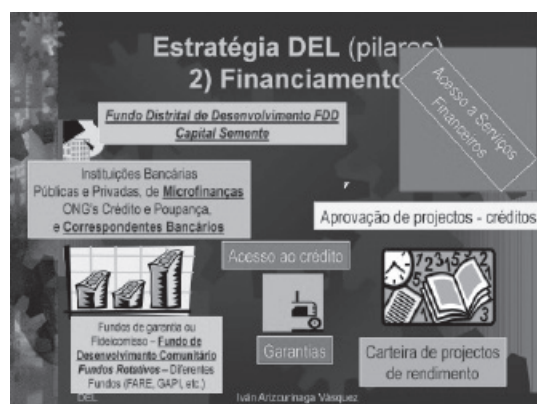 Estratégia DEL (pilares)
2) Financiamento
Acesso a Serviços
Financeiros
Fundo Distrital de Desenvolvimento FDD
Capital Semente
Instituições Bancárias
Públicas e Privadas, de Microfinanças
ONG's Crédito e Poupança,
e Correspondentes Bancários
Aprovação de projectos - créditos
Acesso ao crédito
Fundos de garantia ou
Fideicomisso – Fundo de
Desenvolvimento Comunitário
Fundos Rotativos – Diferentes
Fundos (FARE, GAPI, etc.)
Garantias
Carteira de projectos
de rendimento
DEL
Iván Arizcurinaga Vásquez